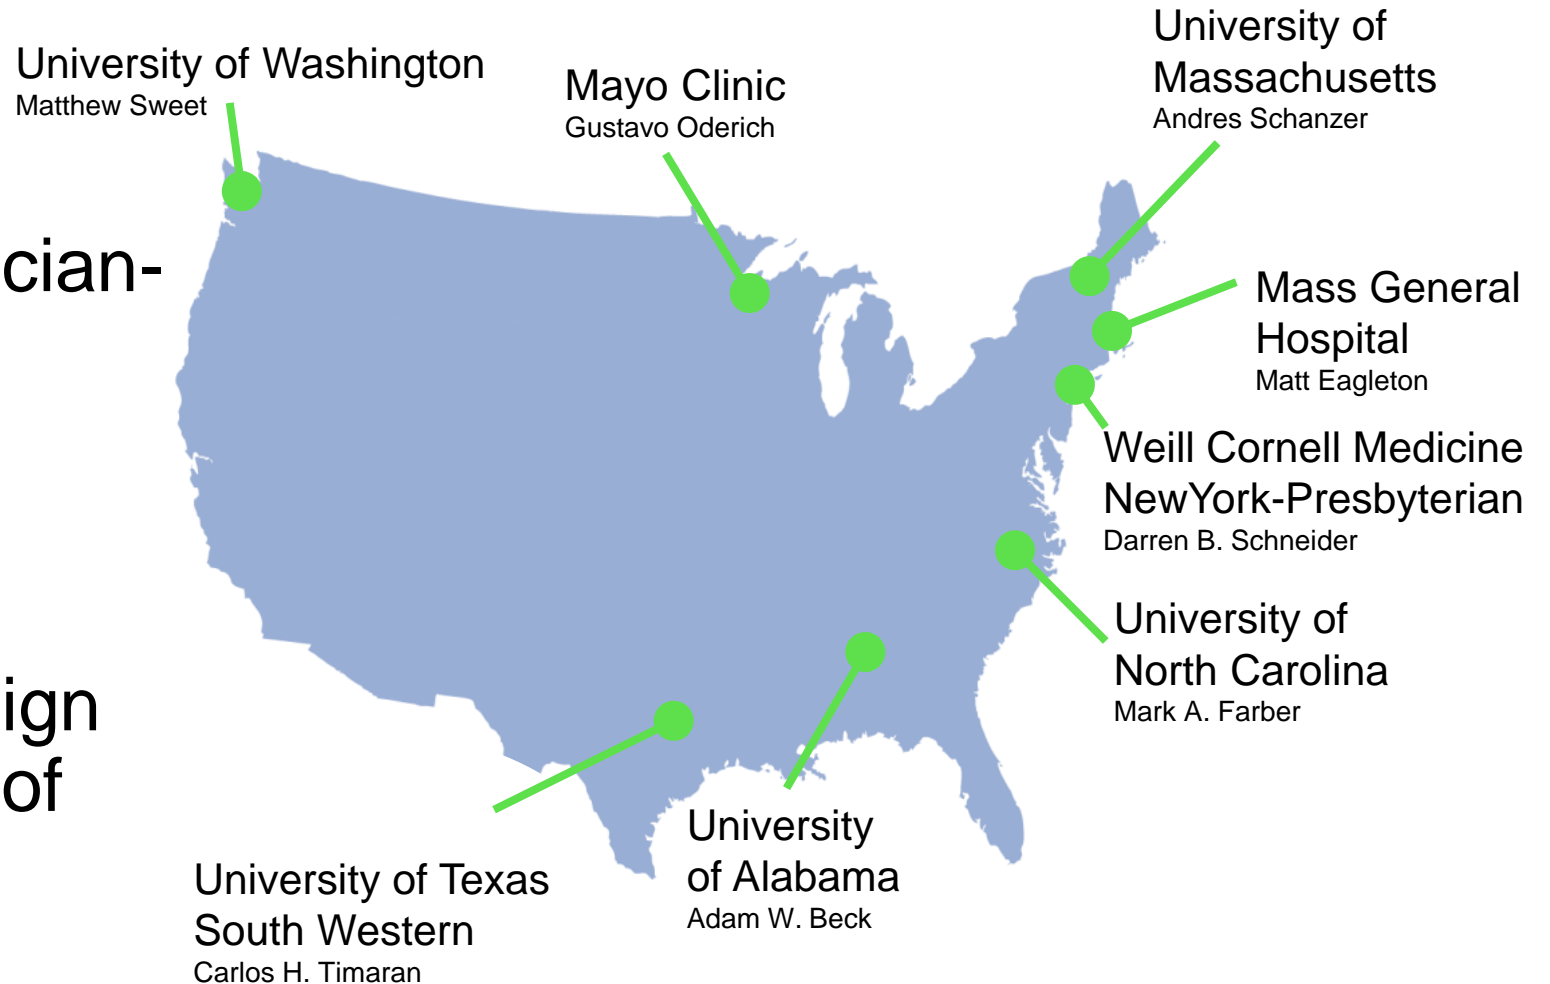 University of Washington
Matthew Sweet
Mayo Clinic
Gustavo Oderich
University of
Massachusetts
Andres Schanzer
cian-
Mass General
Hospital
Matt Eagleton
Weill Cornell Medicine
NewYork-Presbyterian
Darren B. Schneider
University of
North Carolina
Mark A. Farber
ign
of
University
of Alabama
Adam W. Beck
University of Texas
South Western
Carlos H. Timaran